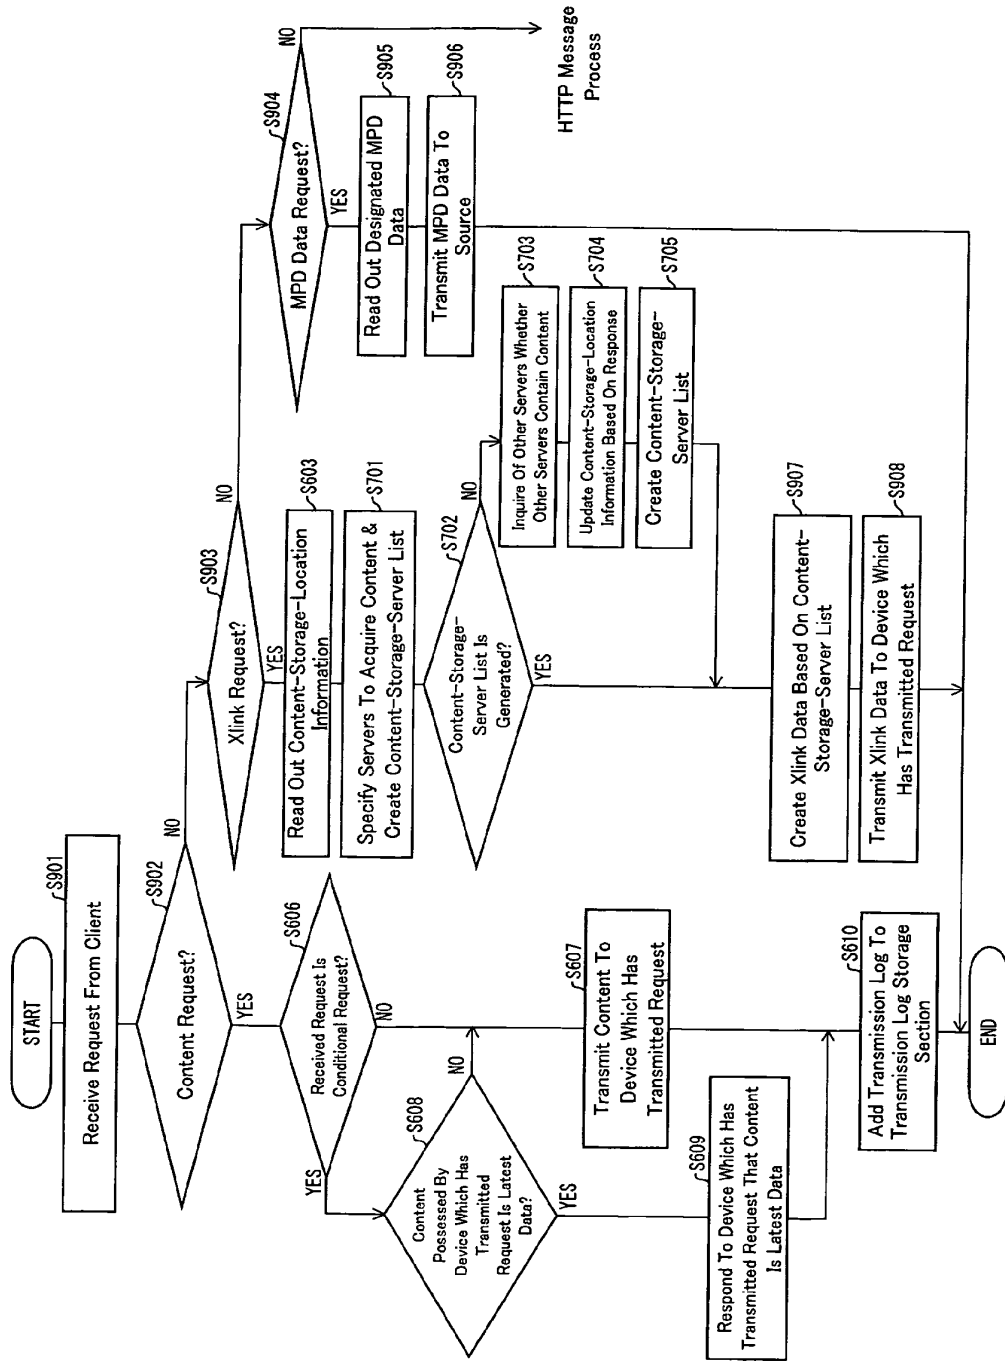 START
S901
Receive Request From Client
S902
Content Request?
NO
YES
S606
Received Request Is
Conditional Request?
YES
NO
S608
Content
Possessed By
Device Which Has
Transmitted
Request Is Latest
Data?
NO
YES
S607
Transmit Content To
Device Which Has
Transmitted Request
S609
Respond To Device Which Has
Transmitted Request That Content
Is Latest Data
S610
Add Transmission Log To
Transmission Log Storage
Section
END
S903
Xlink Request?
NO
YES
S603
Read Out Content-Storage-Location
Information
S701
Specify Servers To Acquire Content &
Create Content-Storage-Server List
S702
Content-Storage-
Server List Is
Generated?
NO
YES
S703
Inquire Of Other Servers Whether
Other Servers Contain Content
S704
Update Content-Storage-Location
Information Based On Response
S705
Create Content-Storage-
Server List
S907
Create Xlink Data Based On Content-
Storage-Server List
S908
Transmit Xlink Data To Device Which
Has Transmitted Request
S904
MPD Data Request?
NO
YES
S905
Read Out Designated MPD
Data
S906
Transmit MPD Data To
Source
HTTP Message
Process